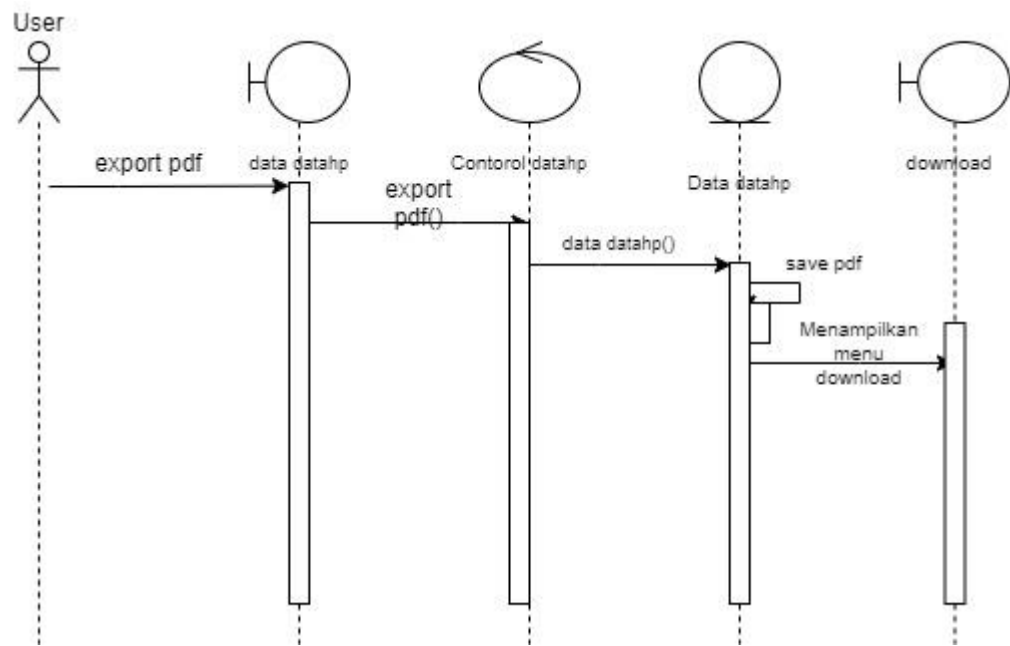 User
data datahp
Contorol datahp
Data datahp
download
export pdf
export
pdf()
data datahp()
save pdf
Menampilkan
menu
download